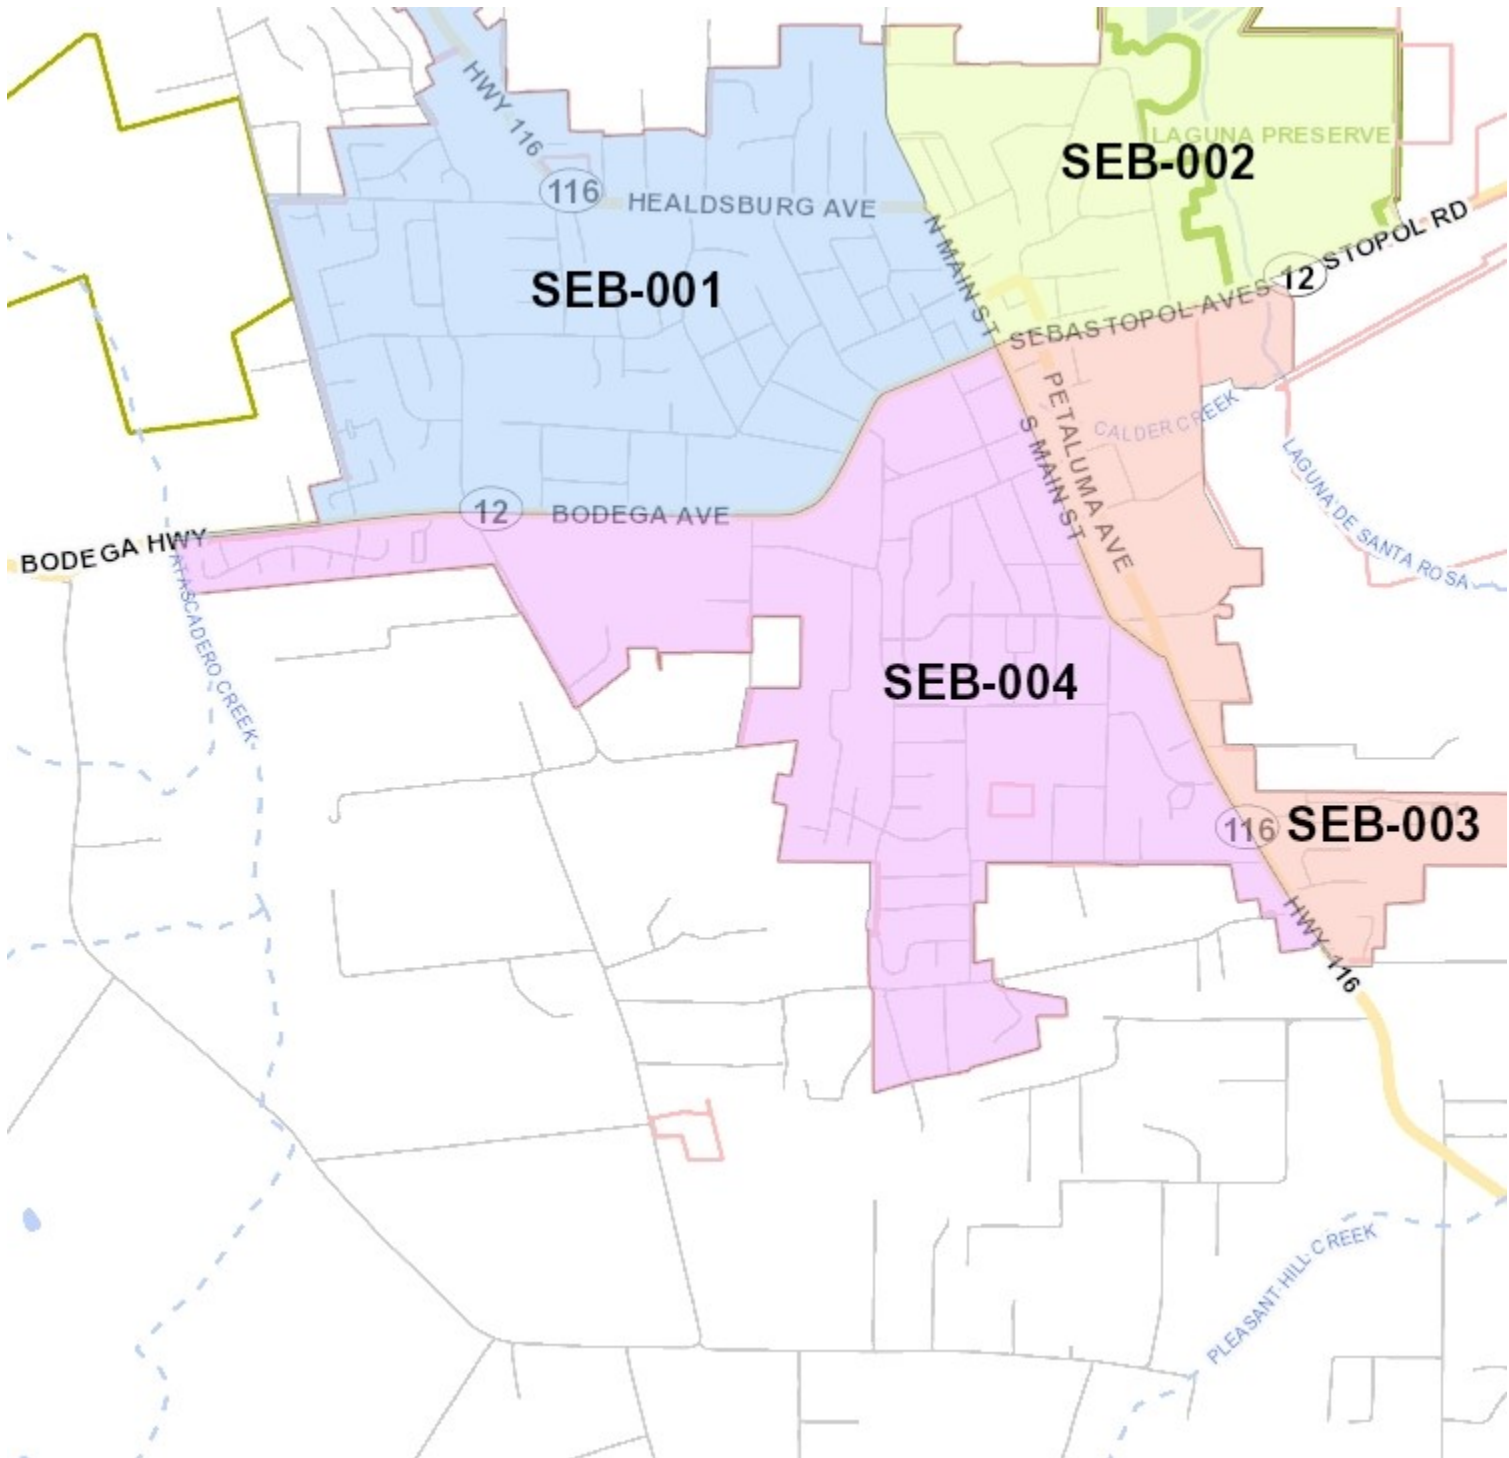 HWY 116
LAGUNA PRESERVE
SEB-002
116
HEALDSBURG AVE
STOPOL RD
N MAIN ST
12
SEB-001
SEBASTOPOL AVES
PETALUMA AVE
CALDER CREEK
S MAIN ST
LAGUNA DE SANTA ROSA
12
BODEGA AVE
BODEGA HWY
ATASCADERO CREEK
SEB-004
116
SEB-003
HWY 116
PLEASANT HILL CREEK